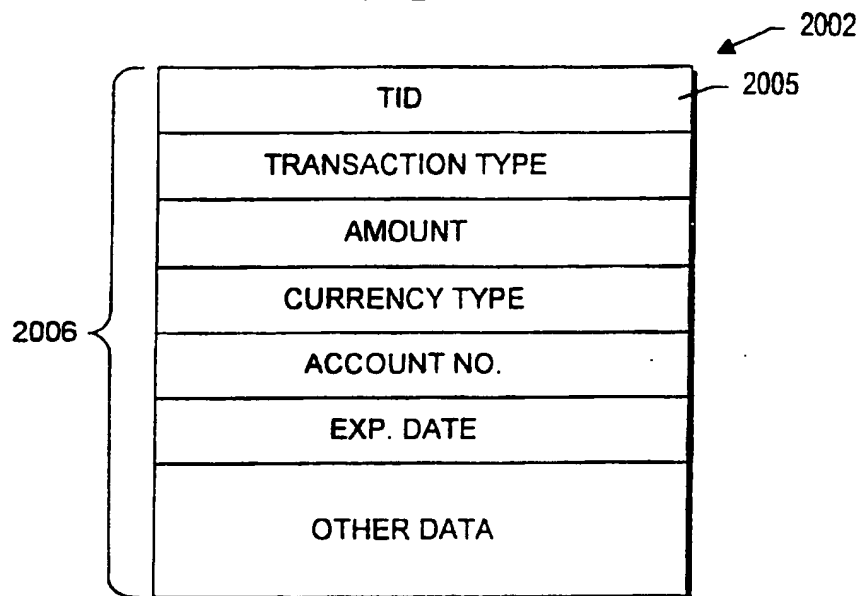 2002
TID
2005
TRANSACTION TYPE
AMOUNT
CURRENCY TYPE
2006
ACCOUNT NO.
EXP. DATE
OTHER DATA